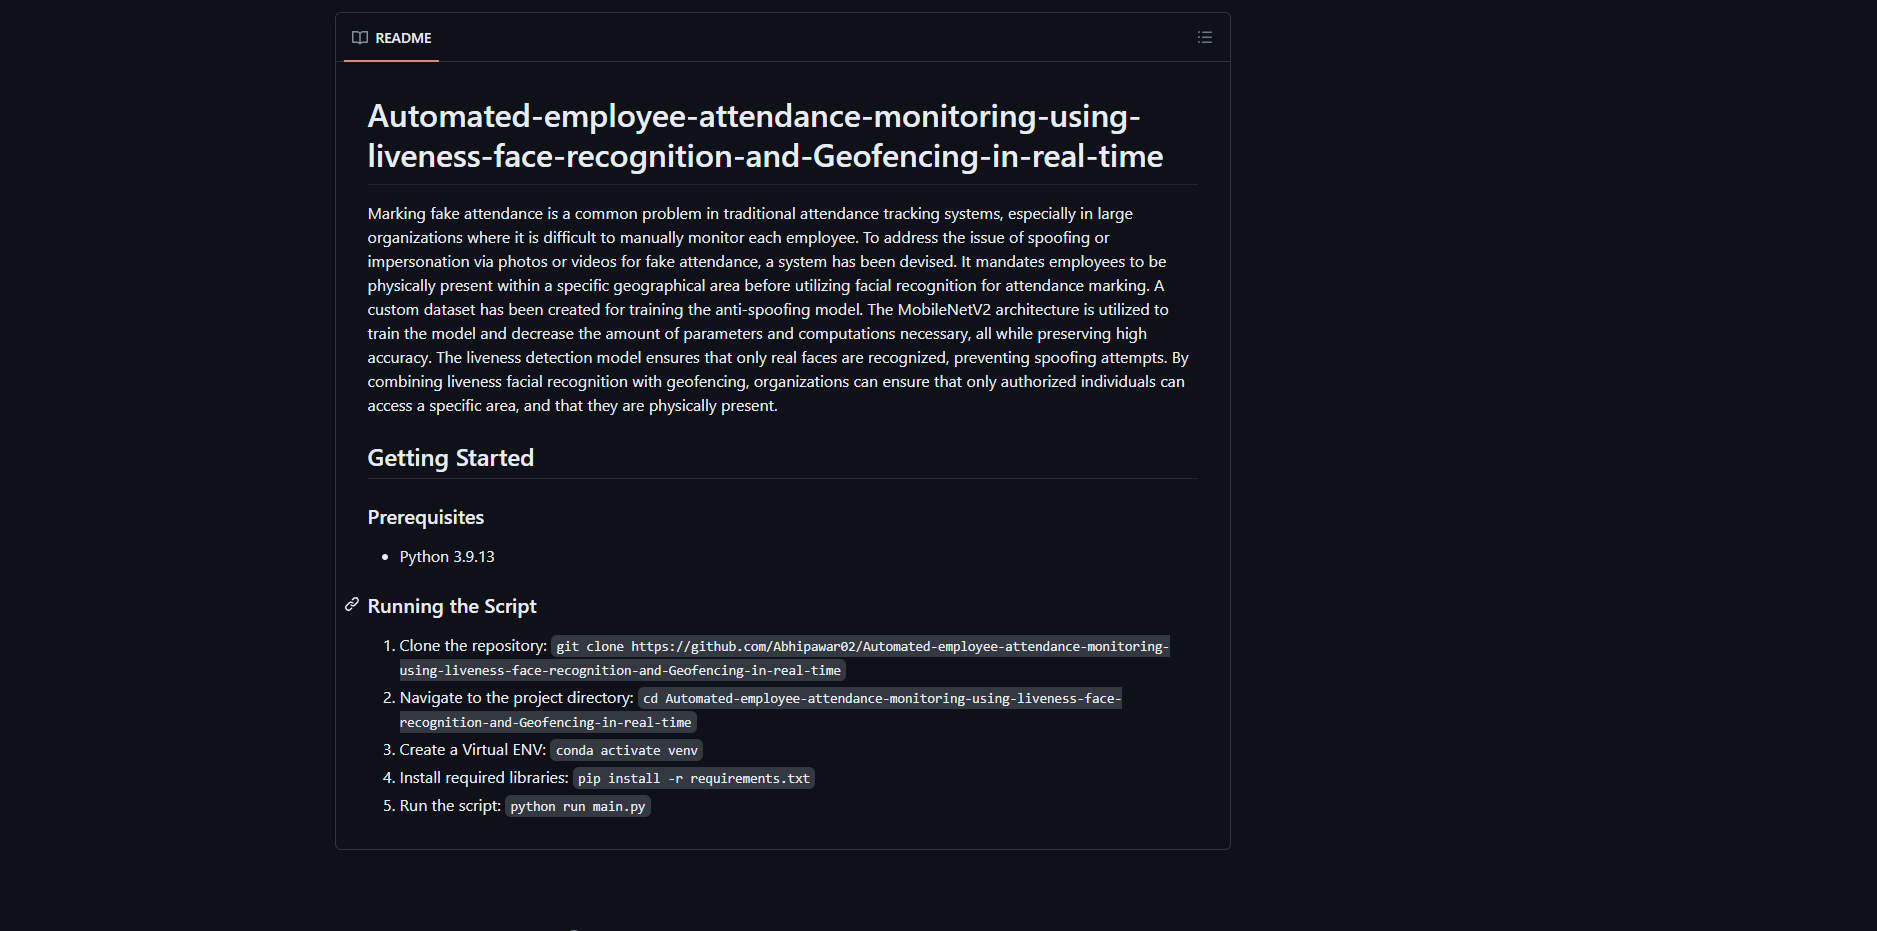 README
Automated-employee-attendance-monitoring-using-
liveness-face-recognition-and-Geofencing-in-real-time
Marking fake attendance is a common problem in traditional attendance tracking systems, especially in large
organizations where it is difficult to manually monitor each employee. To address the issue of spoofing or
impersonation via photos or videos for fake attendance, a system has been devised. It mandates employees to be
physically present within a specific geographical area before utilizing facial recognition for attendance marking. A
custom dataset has been created for training the anti-spoofing model. The MobileNetV2 architecture is utilized to
train the model and decrease the amount of parameters and computations necessary, all while preserving high
accuracy. The liveness detection model ensures that only real faces are recognized, preventing spoofing attempts. By
combining liveness facial recognition with geofencing, organizations can ensure that only authorized individuals can
access a specific area, and that they are physically present.
Getting Started
Prerequisites
• Python 3.9.13
Running the Script
1. Clone the repository: git clone https://github.com/Abhipawar02/Automated-employee-attendance-monitoring-
using-liveness-face-recognition-and-Geofencing-in-real-time
2. Navigate to the project directory: cd Automated-employee-attendance-monitoring-using-liveness-face-
recognition-and-Geofencing-in-real-time
3. Create a Virtual ENV: conda activate venv
4. Install required libraries: pip install -r requirements.txt
5. Run the script: python run main.py